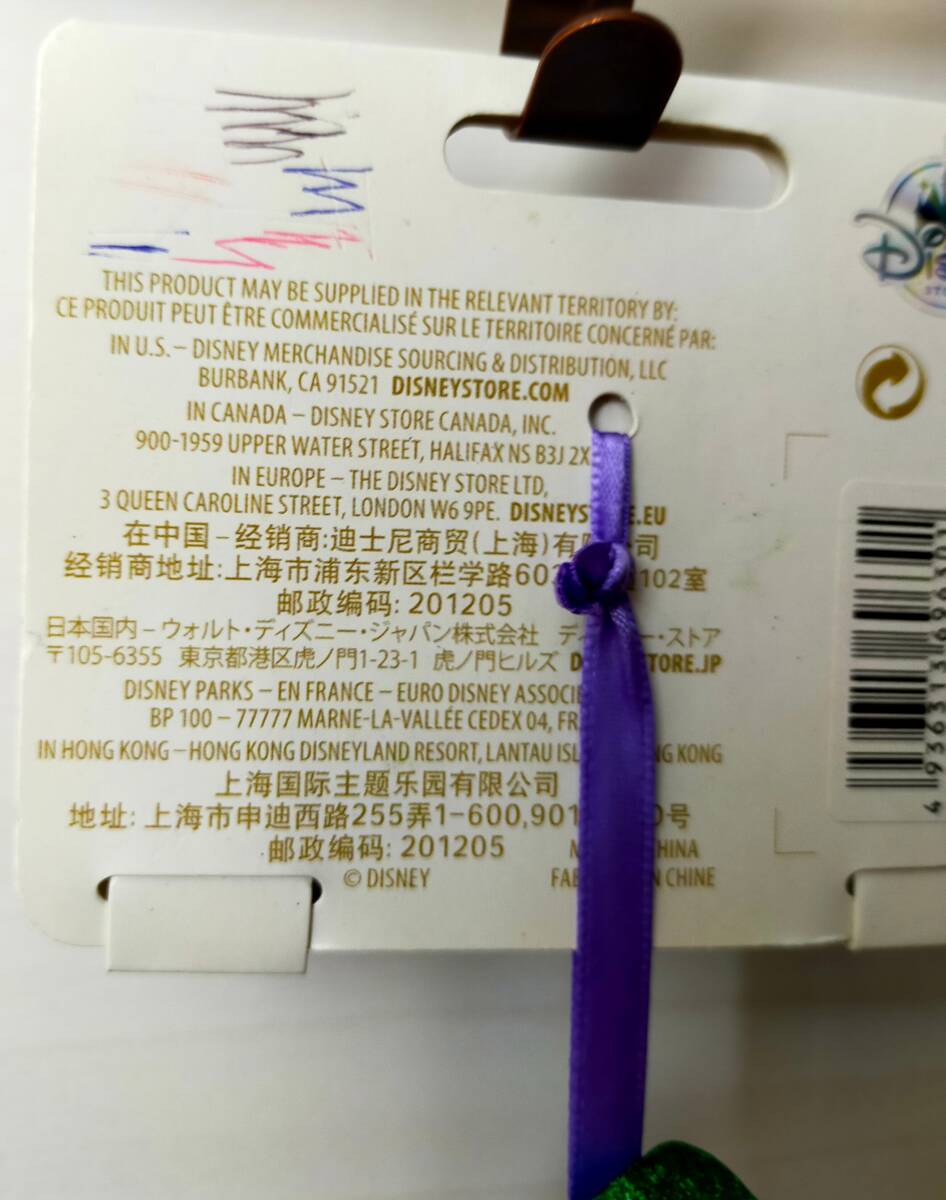 THIS PRODUCT MAY BE SUPPLIED IN THE RELEVANT TERRITORY BY:
CE PRODUIT PEUT ÊTRE COMMERCIALISÉ SUR LE TERRITOIRE CONCERNÉ PAR:
IN U.S. – DISNEY MERCHANDISE SOURCING & DISTRIBUTION, LLC
BURBANK, CA 91521 DISNEYSTORE.COM
IN CANADA – DISNEY STORE CANADA, INC.
900-1959 UPPER WATER STREET, HALIFAX NS B3J
IN EUROPE – THE DISNEY STORE LTD,
3 QUEEN CAROLINE STREET, LONDON W6 9PE. .EU
在中国 – 经销商:迪士尼商贸(上海)有 司
经销商地址:上海市浦东新区栏学路60 102室
邮政编码: 201205
日本国内 – ウォルト・ディズニー・ジャパン株式会社 ・ストア
〒105-6355 東京都港区虎ノ門1-23-1 虎ノ門ヒルズ TORE.JP
DISNEY PARKS – EN FRANCE – EURO DISNEY
BP 100 – 77777 MARNE-LA-VALLÉE CEDEX 04,
IN HONG KONG – HONG KONG DISNEYLAND RESORT, LANTAU KONG
上海国际主题乐园有限公司
地址: 上海市申迪西路255弄1-600,901 号
邮政编码: 201205
© DISNEY CHINE